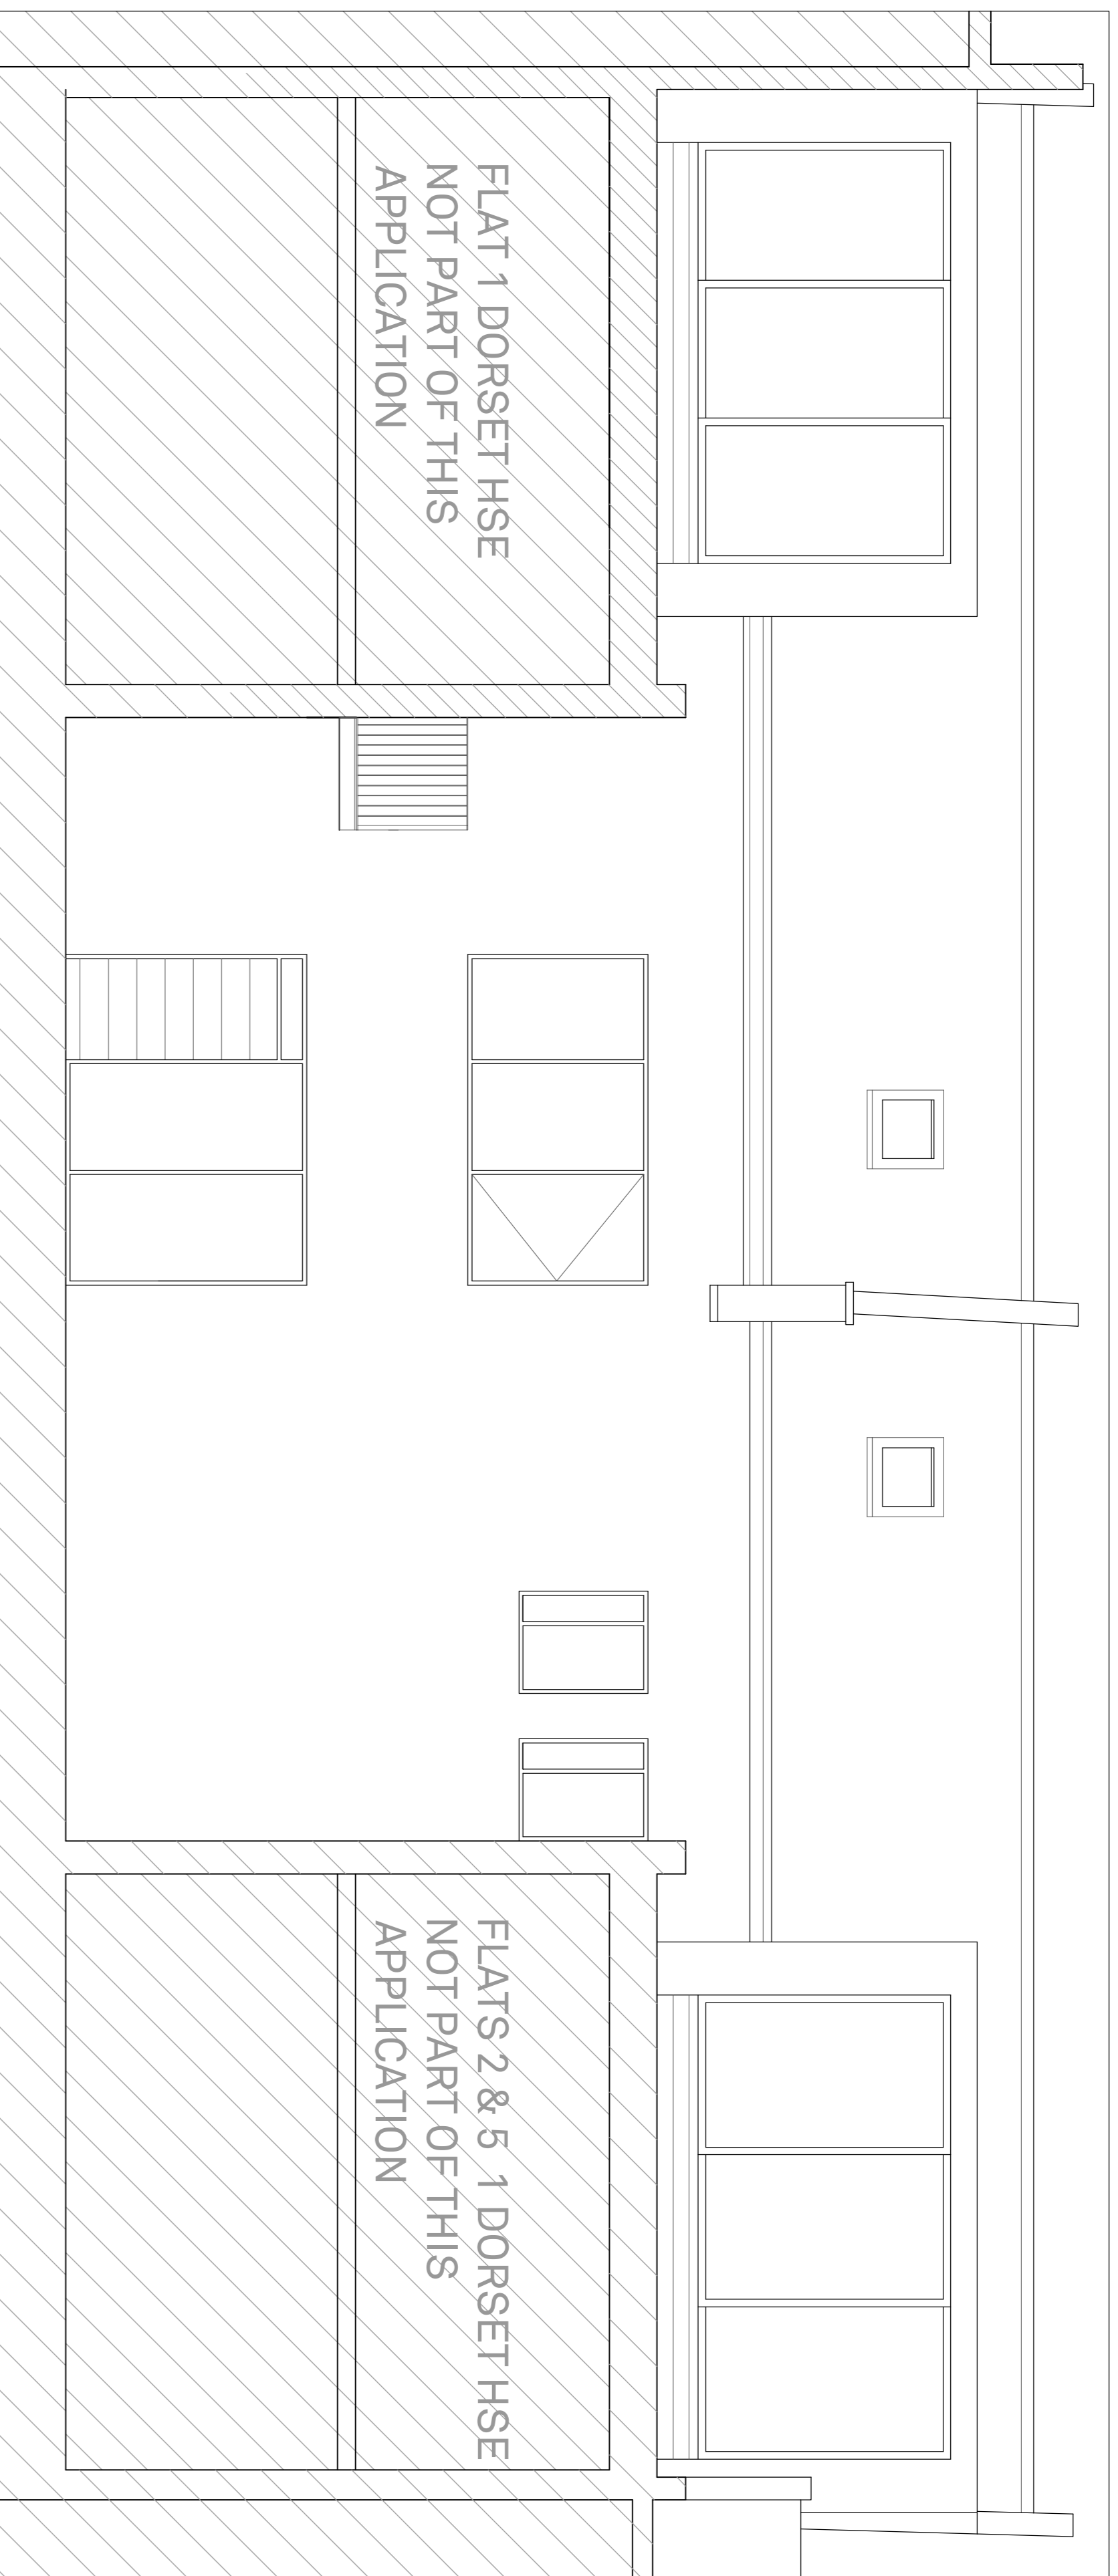 FLAT 1 DORSET HSE
NOT PART OF THIS
APPLICATION
FLATS 2 & 5 1 DORSET HSE
NOT PART OF THIS
APPLICATION